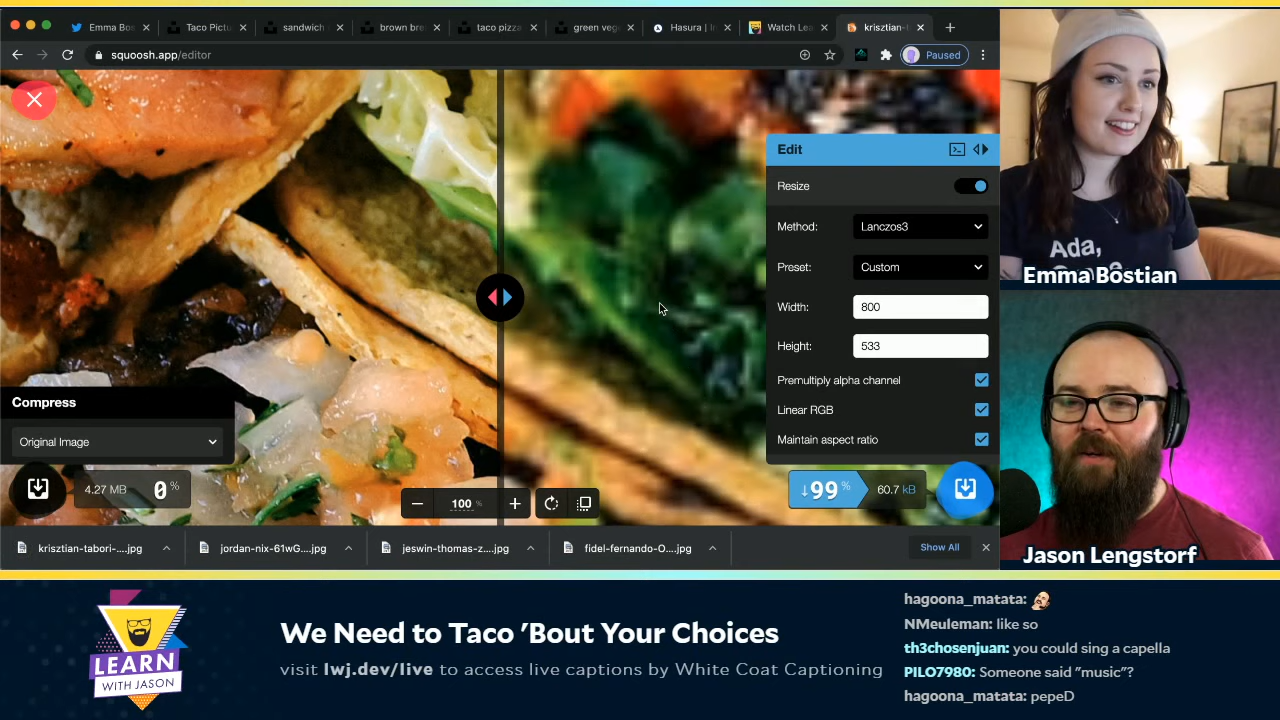 Emma Bos
Taco Pictu
sandwich
brown bre
taco pizza
green veg
Hasura | I
Watch Lea
krisztian-t
squoosh.app/editor
Paused
Edit
Resize
Method:
Lanczos3
Preset:
Custom
Width:
800
Height:
533
Premultiply alpha channel
Linear RGB
Maintain aspect ratio
Compress
Original Image
4.27 MB
0 %
100 %
↓99 %
60.7 kB
krisztian-tabori-....jpg
jordan-nix-61wG....jpg
jeswin-thomas-z....jpg
fidel-fernando-O....jpg
Show All
Ada,
Emma Bostian
Jason Lengstorf
LEARN
WITH JASON
We Need to Taco 'Bout Your Choices
visit lwj.dev/live to access live captions by White Coat Captioning
hagoona_matata:
NMeuleman: like so
th3chosenjuan: you could sing a capella
PILO7980: Someone said "music"?
hagoona_matata: pepeD